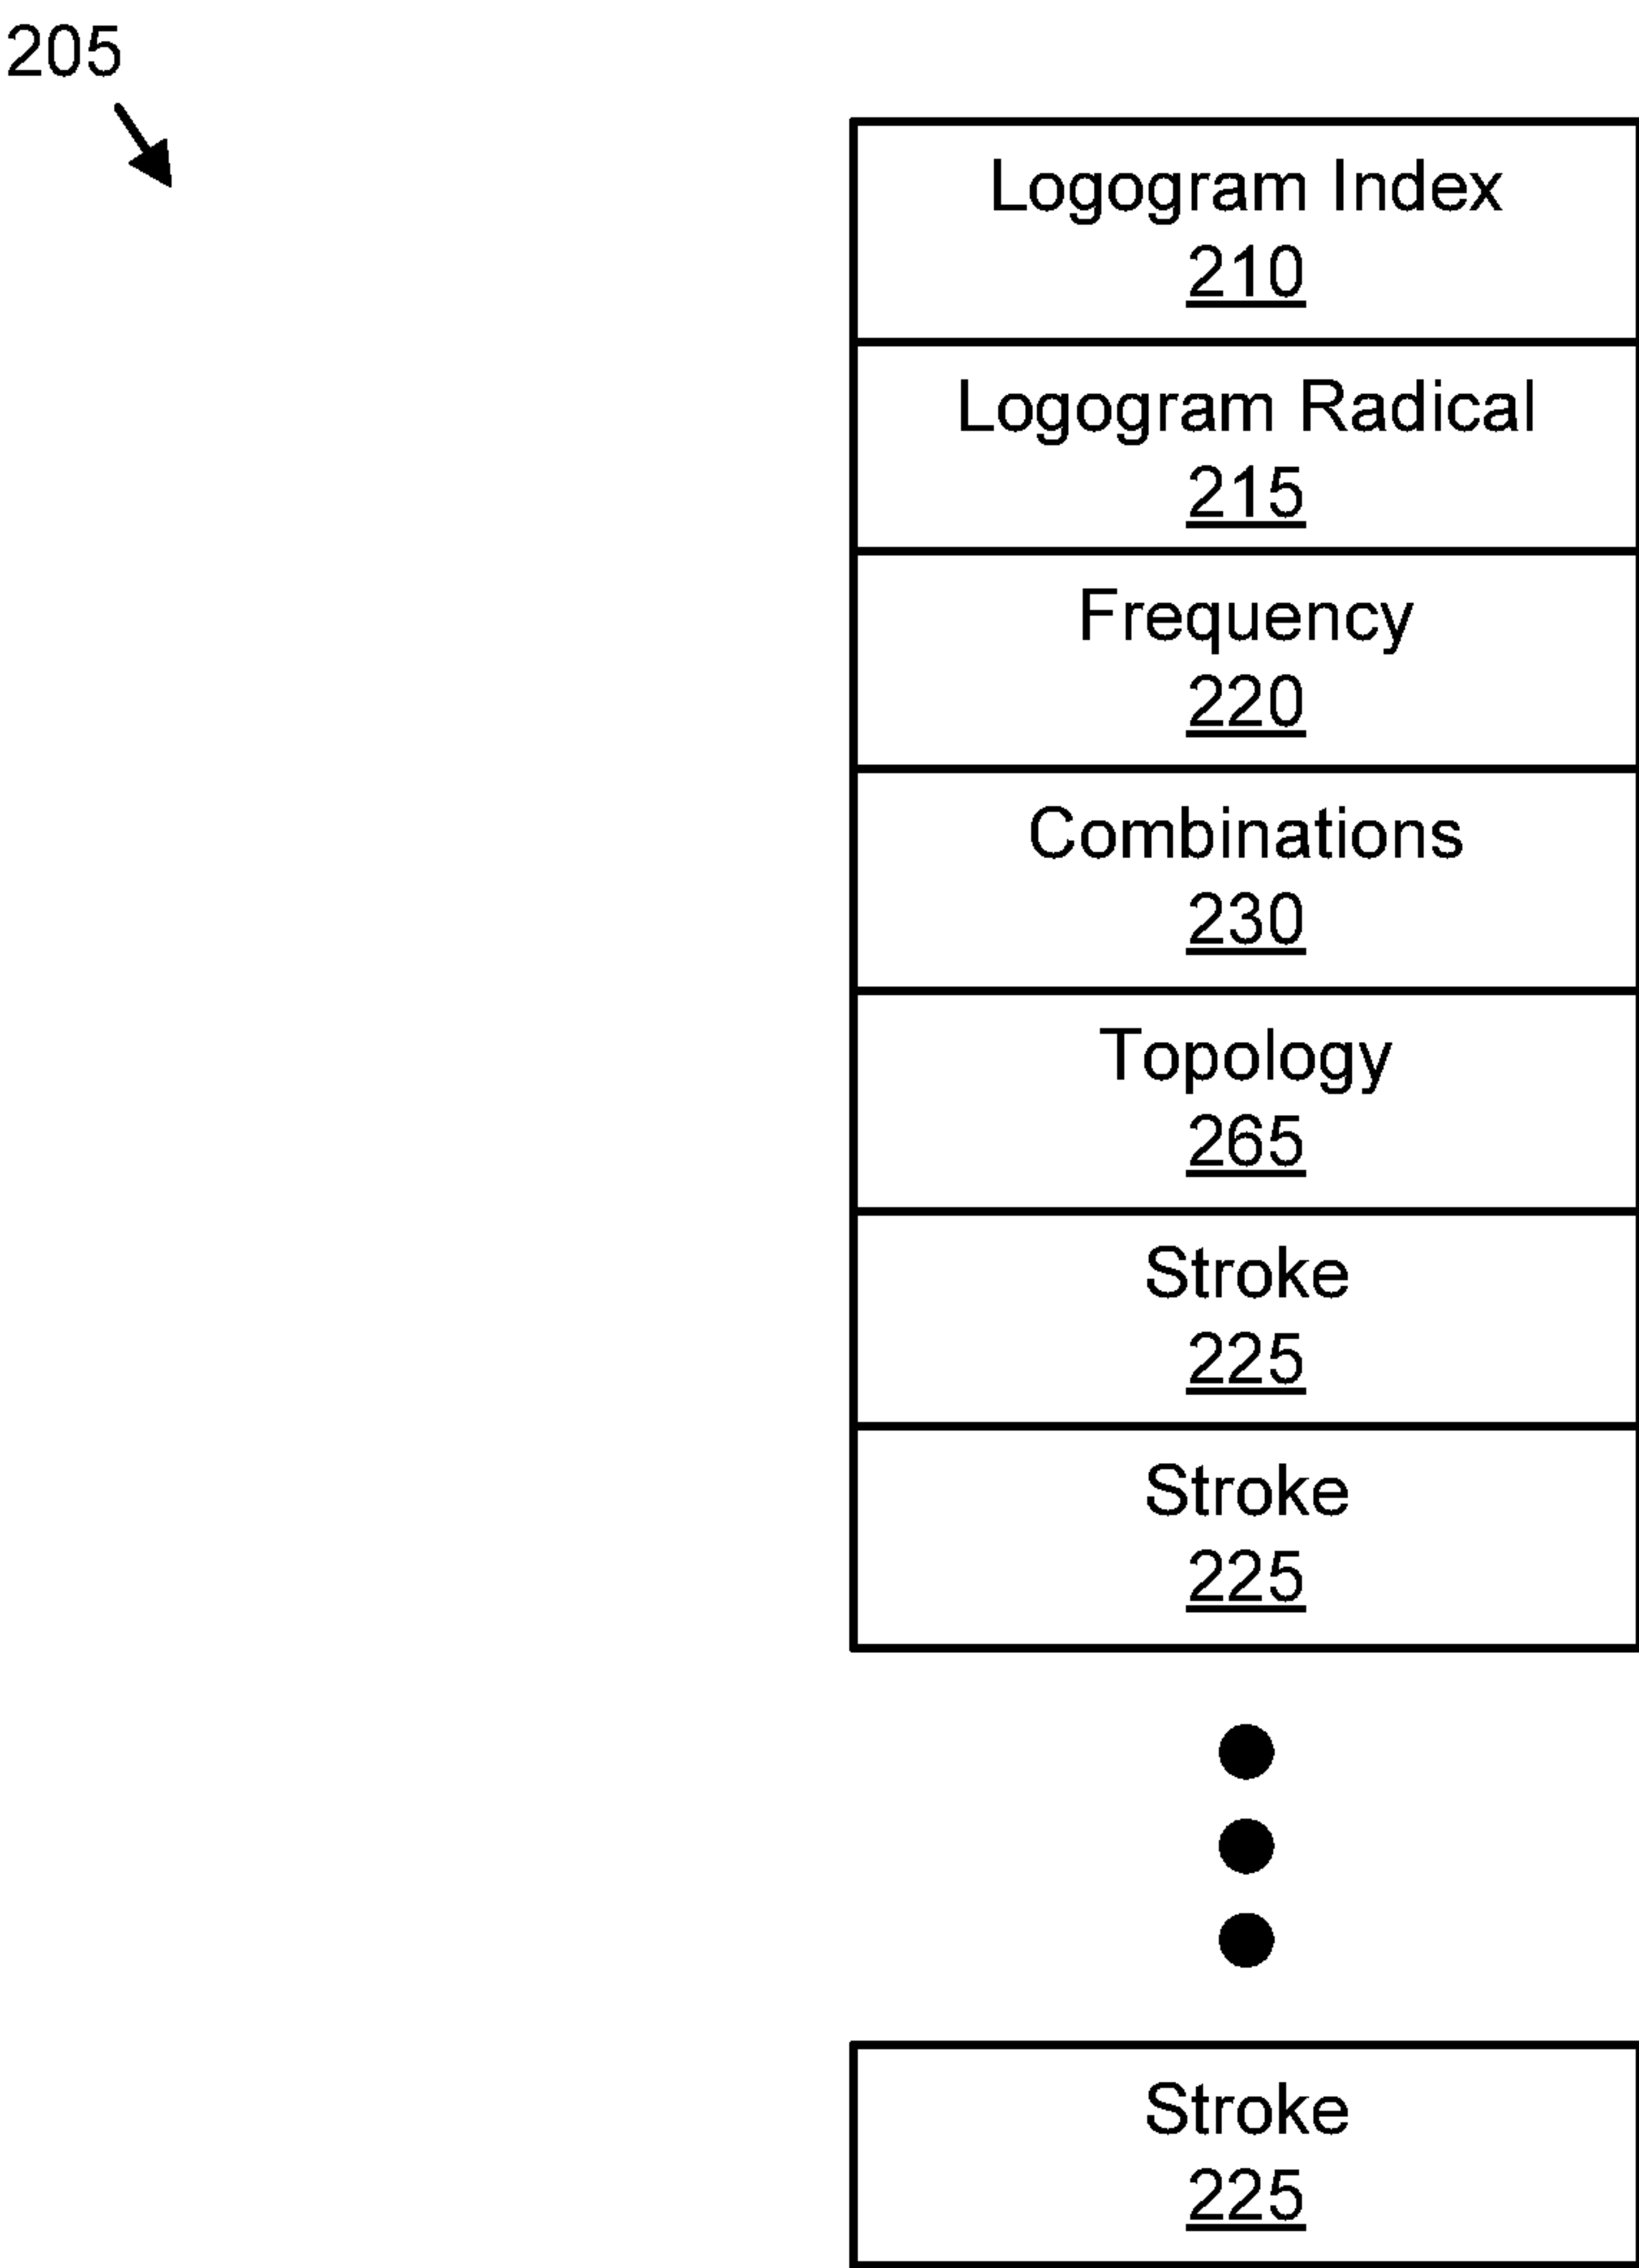 205
Logogram Index
210
Logogram Radical
215
Frequency
220
Combinations
230
Topology
265
Stroke
225
Stroke
225
Stroke
225